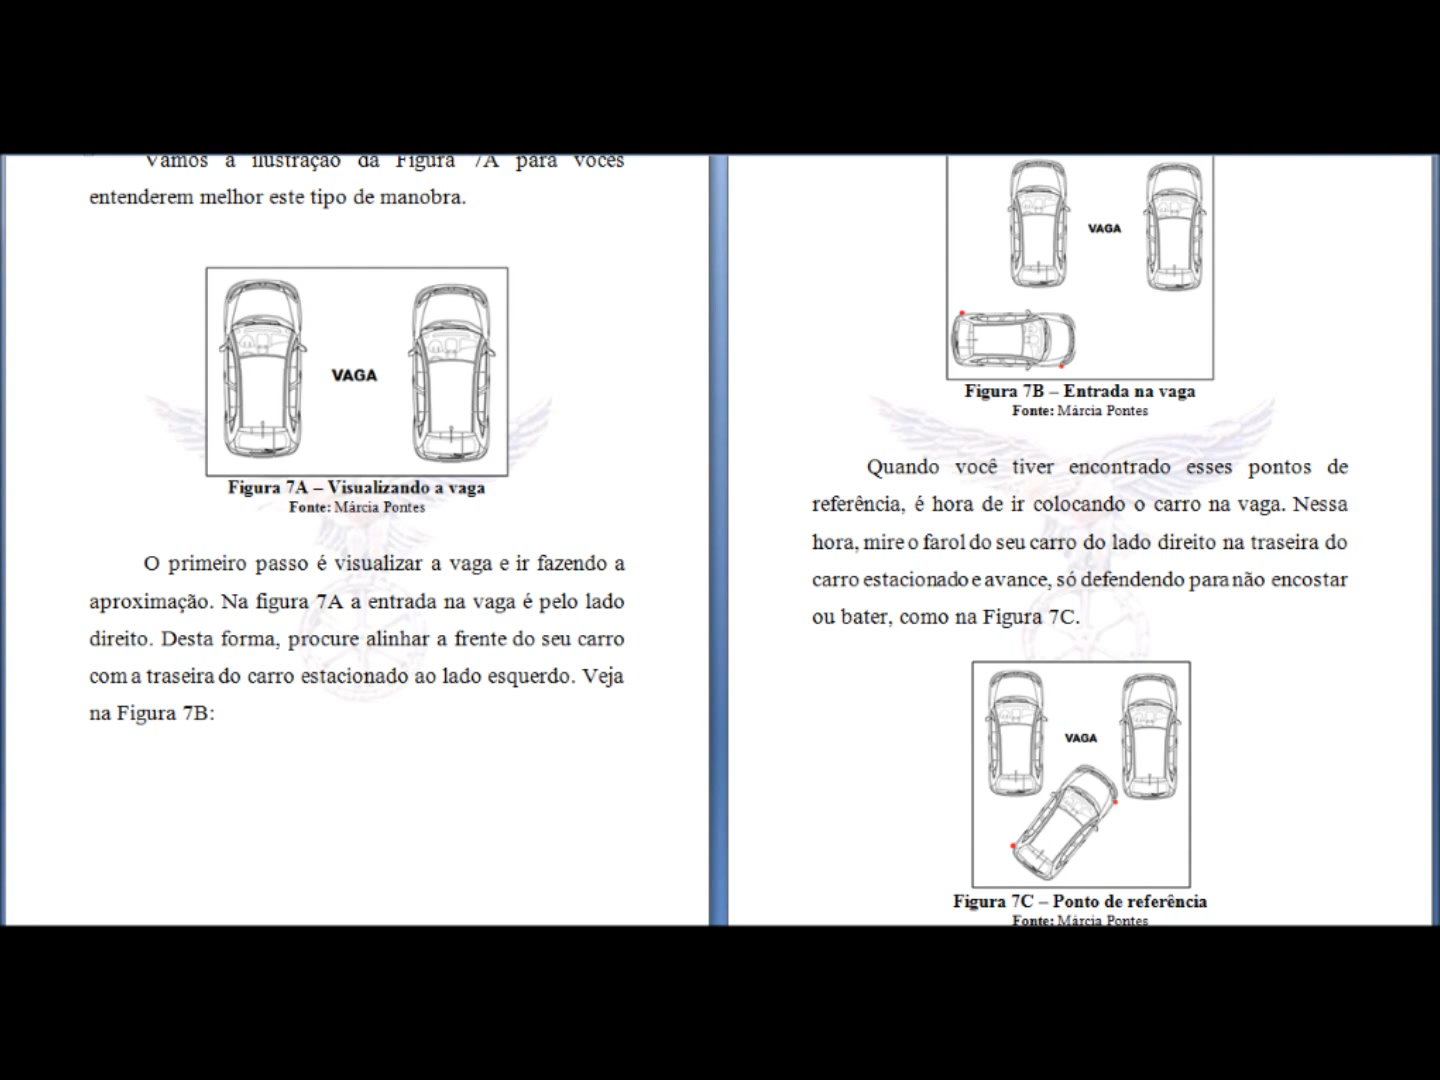 Vamos à ilustração da Figura 7A para vocês
entenderem melhor este tipo de manobra.
VAGA
Figura 7A – Visualizando a vaga
Fonte: Márcia Pontes
O primeiro passo é visualizar a vaga e ir fazendo a
aproximação. Na figura 7A a entrada na vaga é pelo lado
direito. Desta forma, procure alinhar a frente do seu carro
com a traseira do carro estacionado ao lado esquerdo. Veja
na Figura 7B:
VAGA
Figura 7B – Entrada na vaga
Fonte: Márcia Pontes
Quando você tiver encontrado esses pontos de
referência, é hora de ir colocando o carro na vaga. Nessa
hora, mire o farol do seu carro do lado direito na traseira do
carro estacionado e avance, só defendendo para não encostar
ou bater, como na Figura 7C.
VAGA
Figura 7C – Ponto de referência
Fonte: Márcia Pontes